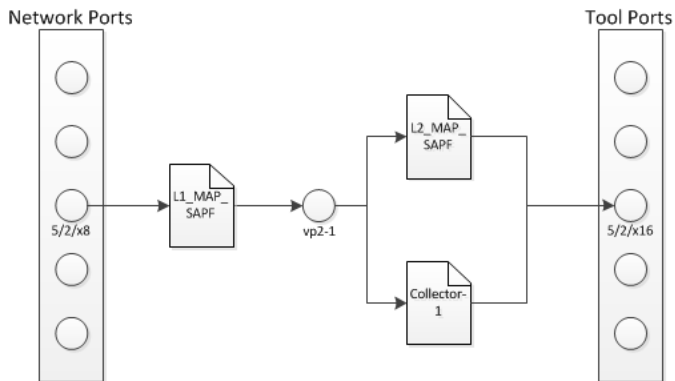 Network Ports
Tool Ports
L2_MAP_
SAPF
L1_MAP_
SAPF
5/2/x8
vp2-1
5/2/x16
Collector-
1